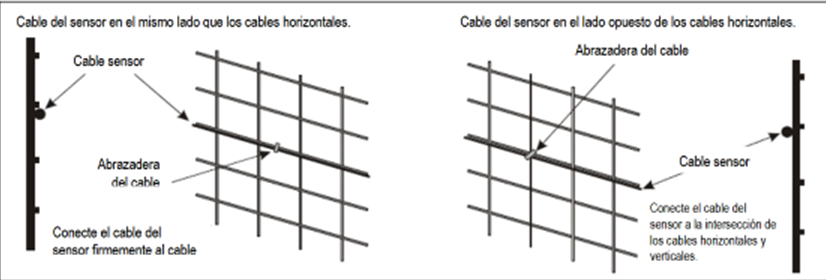 Cable del sensor en el mismo lado que los cables horizontales.
Cable sensor
Abrazadera
del cable
Conecte el cable del
sensor firmemente al cable
Cable del sensor en el lado opuesto de los cables horizontales.
Abrazadera del cable
Cable sensor
Conecte el cable del
sensor a la intersección de
los cables horizontales y
verticales.